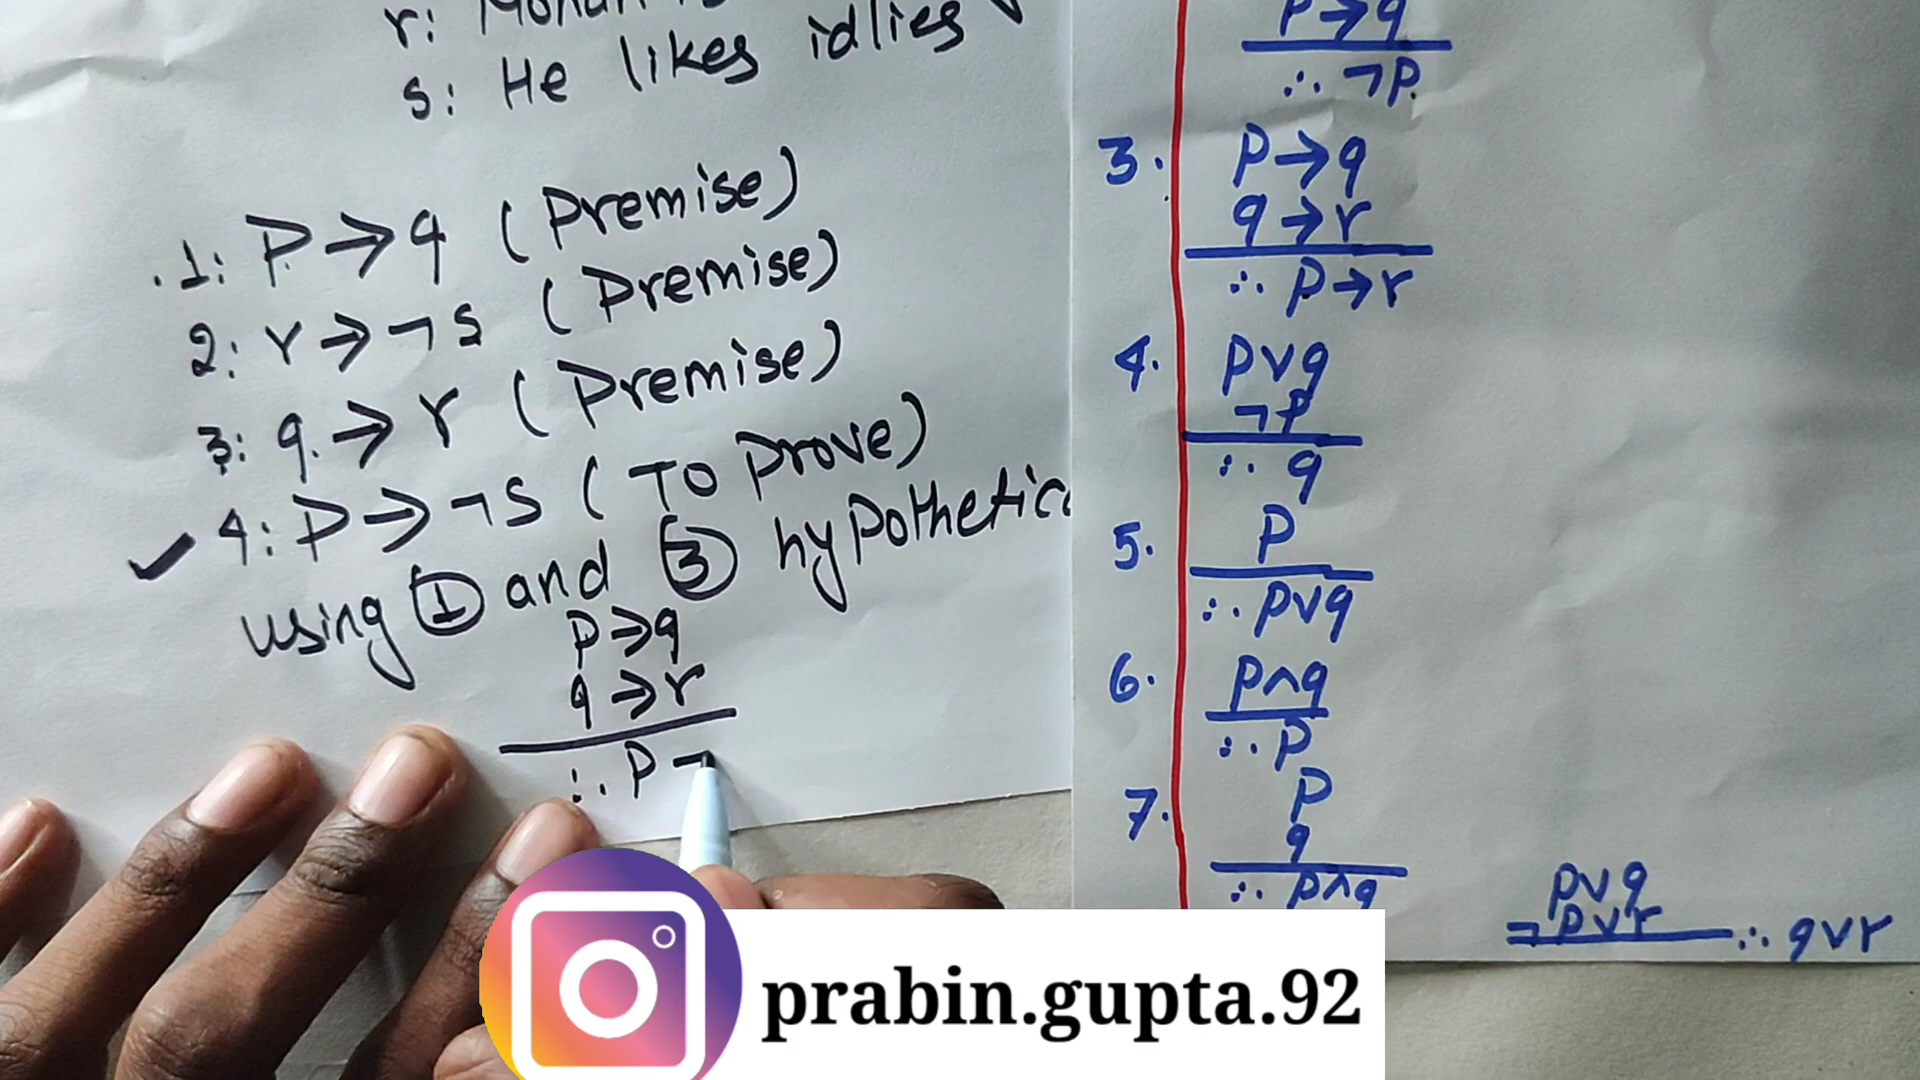 r:
s: He likes idlies
1: P→q (Premise)
2: r→¬s (Premise)
3: q→r (Premise)
4: P→¬s (To prove)
using ① and ③ hypothetic
P→q
q→r
∴ P
P→q
∴ ¬P
3. P→q
q→r
∴ P→r
4. P∨q
¬P
∴ q
5. P
∴ P∨q
6. P∧q
∴ P
7. P
q
∴ P∧q
P∨q
¬P∨r ∴ q∨r
prabin.gupta.92